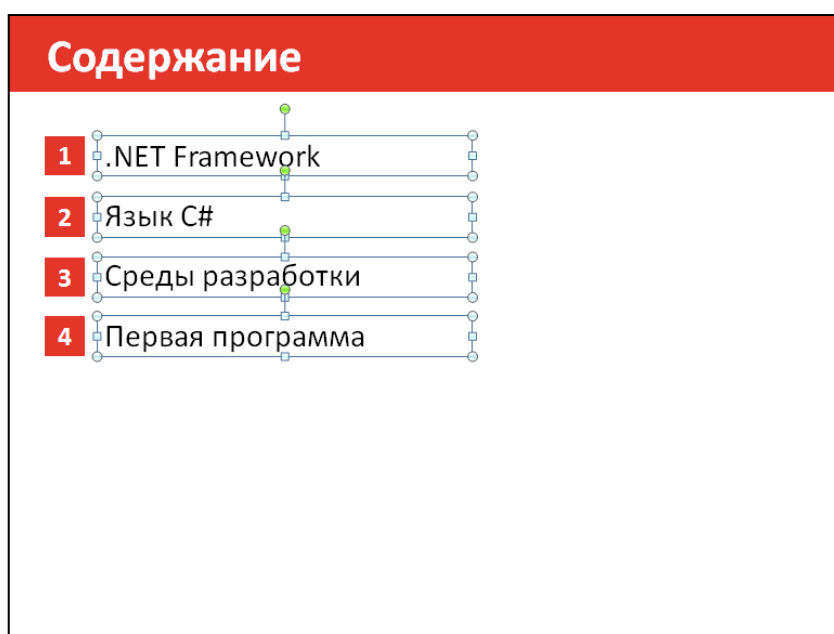 Содержание
1 .NET Framework
2 Язык C#
3 Среды разработки
4 Первая программа